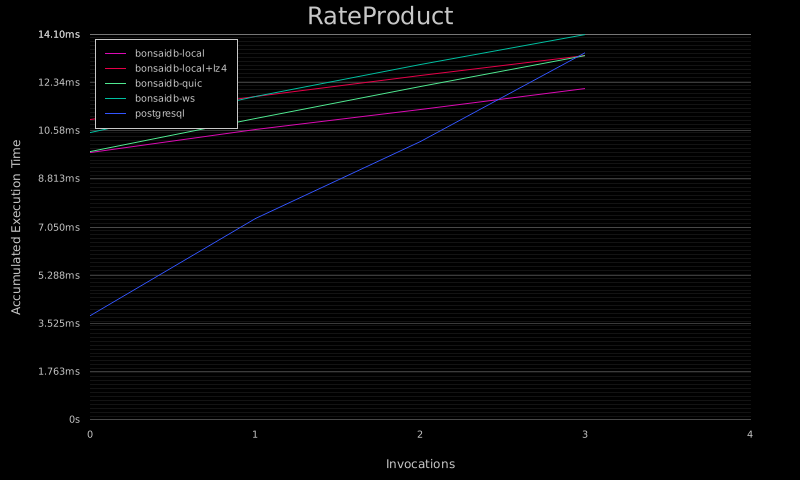 RateProduct
14.10ms
12.34ms
10.58ms
8.813ms
7.050ms
5.288ms
3.525ms
1.763ms
0s
Accumulated Execution Time
bonsaidb-local
bonsaidb-local+lz4
bonsaidb-quic
bonsaidb-ws
postgresql
0 1 2 3 4
Invocations